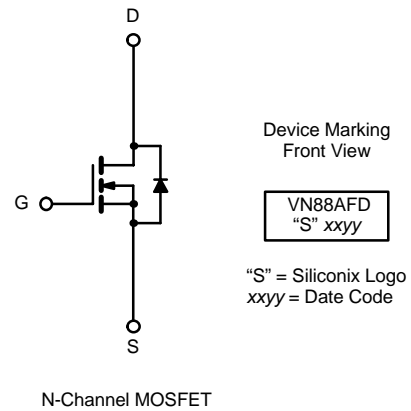 D
Device Marking
Front View
G
VN88AFD
“S” xxyy
“S” = Siliconix Logo
xxyy = Date Code
S
N-Channel MOSFET